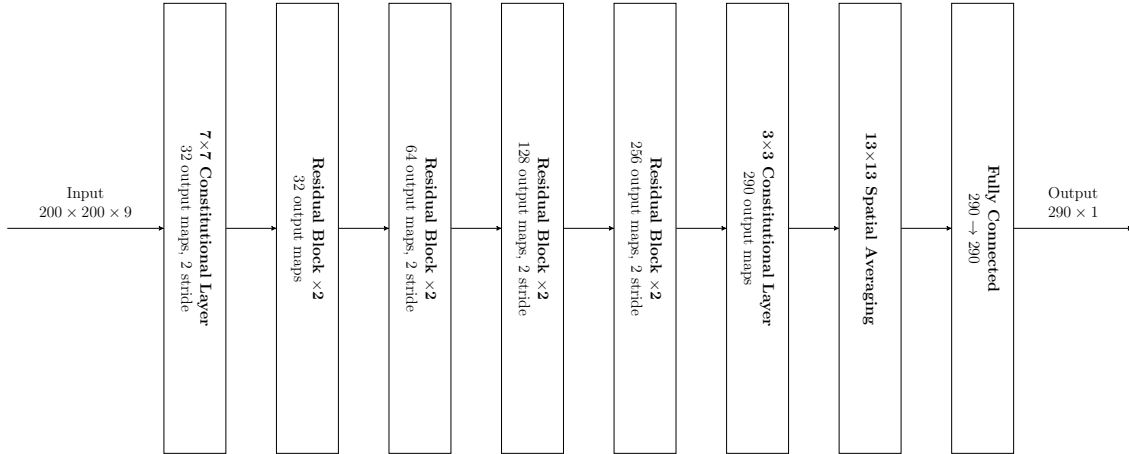 Input
200 × 200 × 9
7×7 Constitutional Layer
32 output maps, 2 stride
Residual Block ×2
32 output maps
Residual Block ×2
64 output maps, 2 stride
Residual Block ×2
128 output maps, 2 stride
Residual Block ×2
256 output maps, 2 stride
3×3 Constitutional Layer
290 output maps
13×13 Spatial Averaging
Fully Connected
290 → 290
Output
290 × 1